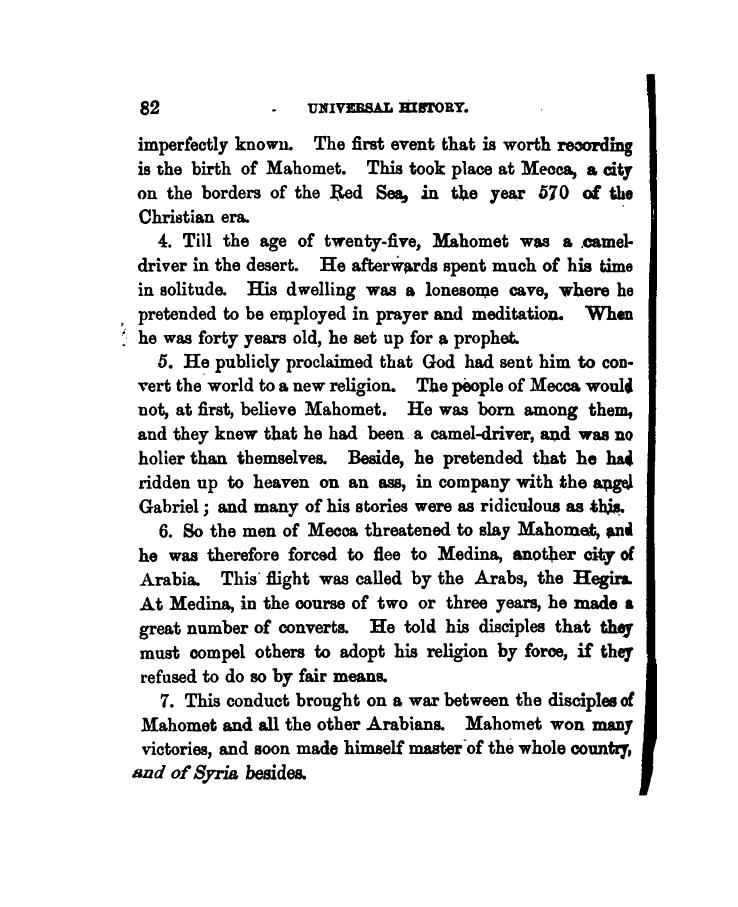 82 UNIVERSAL HISTORY.
imperfectly known. The first event that is worth recording
is the birth of Mahomet. This took place at Mecca, a city
on the borders of the Red Sea, in the year 570 of the
Christian era.
4. Till the age of twenty-five, Mahomet was a camel-
driver in the desert. He afterwards spent much of his time
in solitude. His dwelling was a lonesome cave, where he
pretended to be employed in prayer and meditation. When
he was forty years old, he set up for a prophet.
5. He publicly proclaimed that God had sent him to con-
vert the world to a new religion. The people of Mecca would
not, at first, believe Mahomet. He was born among them,
and they knew that he had been a camel-driver, and was no
holier than themselves. Beside, he pretended that he had
ridden up to heaven on an ass, in company with the angel
Gabriel; and many of his stories were as ridiculous as this.
6. So the men of Mecca threatened to slay Mahomet, and
he was therefore forced to flee to Medina, another city of
Arabia. This flight was called by the Arabs, the Hegira.
At Medina, in the course of two or three years, he made a
great number of converts. He told his disciples that they
must compel others to adopt his religion by force, if they
refused to do so by fair means.
7. This conduct brought on a war between the disciples of
Mahomet and all the other Arabians. Mahomet won many
victories, and soon made himself master of the whole country,
and of Syria besides.